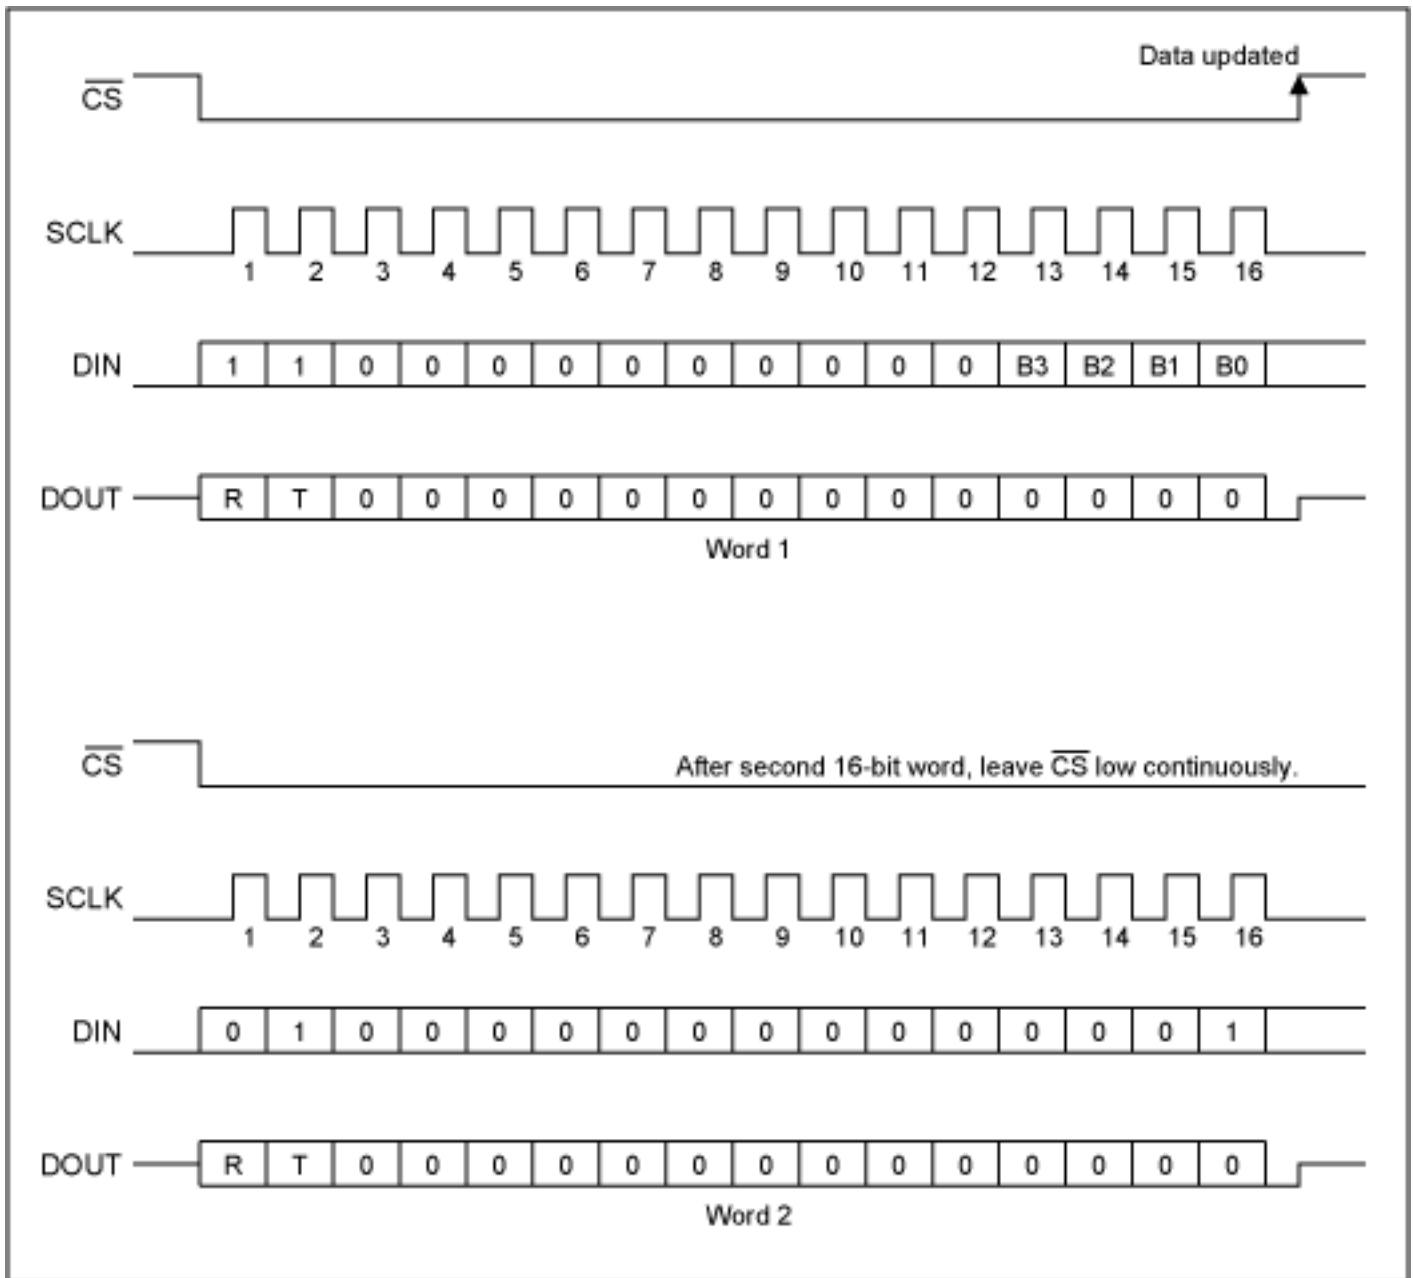 Data updated
CS
SCLK
1 2 3 4 5 6 7 8 9 10 11 12 13 14 15 16
DIN 1 1 0 0 0 0 0 0 0 0 0 0 B3 B2 B1 B0
DOUT R T 0 0 0 0 0 0 0 0 0 0 0 0 0 0
Word 1
CS After second 16-bit word, leave CS low continuously.
SCLK
1 2 3 4 5 6 7 8 9 10 11 12 13 14 15 16
DIN 0 1 0 0 0 0 0 0 0 0 0 0 0 0 0 1
DOUT R T 0 0 0 0 0 0 0 0 0 0 0 0 0 0
Word 2